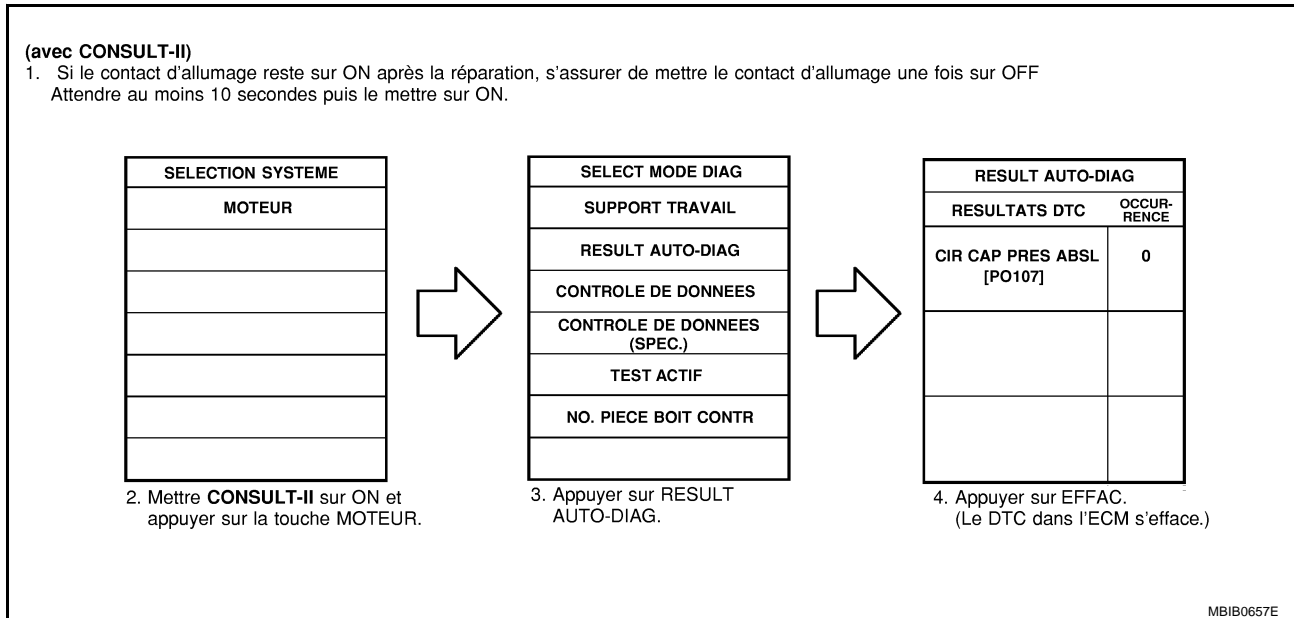 (avec CONSULT-II)
1. Si le contact d'allumage reste sur ON après la réparation, s'assurer de mettre le contact d'allumage une fois sur OFF
Attendre au moins 10 secondes puis le mettre sur ON.
SELECTION SYSTEME
MOTEUR
SELECT MODE DIAG
SUPPORT TRAVAIL
RESULT AUTO-DIAG
CONTROLE DE DONNEES
CONTROLE DE DONNEES
(SPEC.)
TEST ACTIF
NO. PIECE BOIT CONTR
RESULT AUTO-DIAG
RESULTATS DTC
OCCUR-
RENCE
CIR CAP PRES ABSL
[PO107]
0
2. Mettre CONSULT-II sur ON et
appuyer sur la touche MOTEUR.
3. Appuyer sur RESULT
AUTO-DIAG.
4. Appuyer sur EFFAC.
(Le DTC dans l'ECM s'efface.)
MBIB0657E